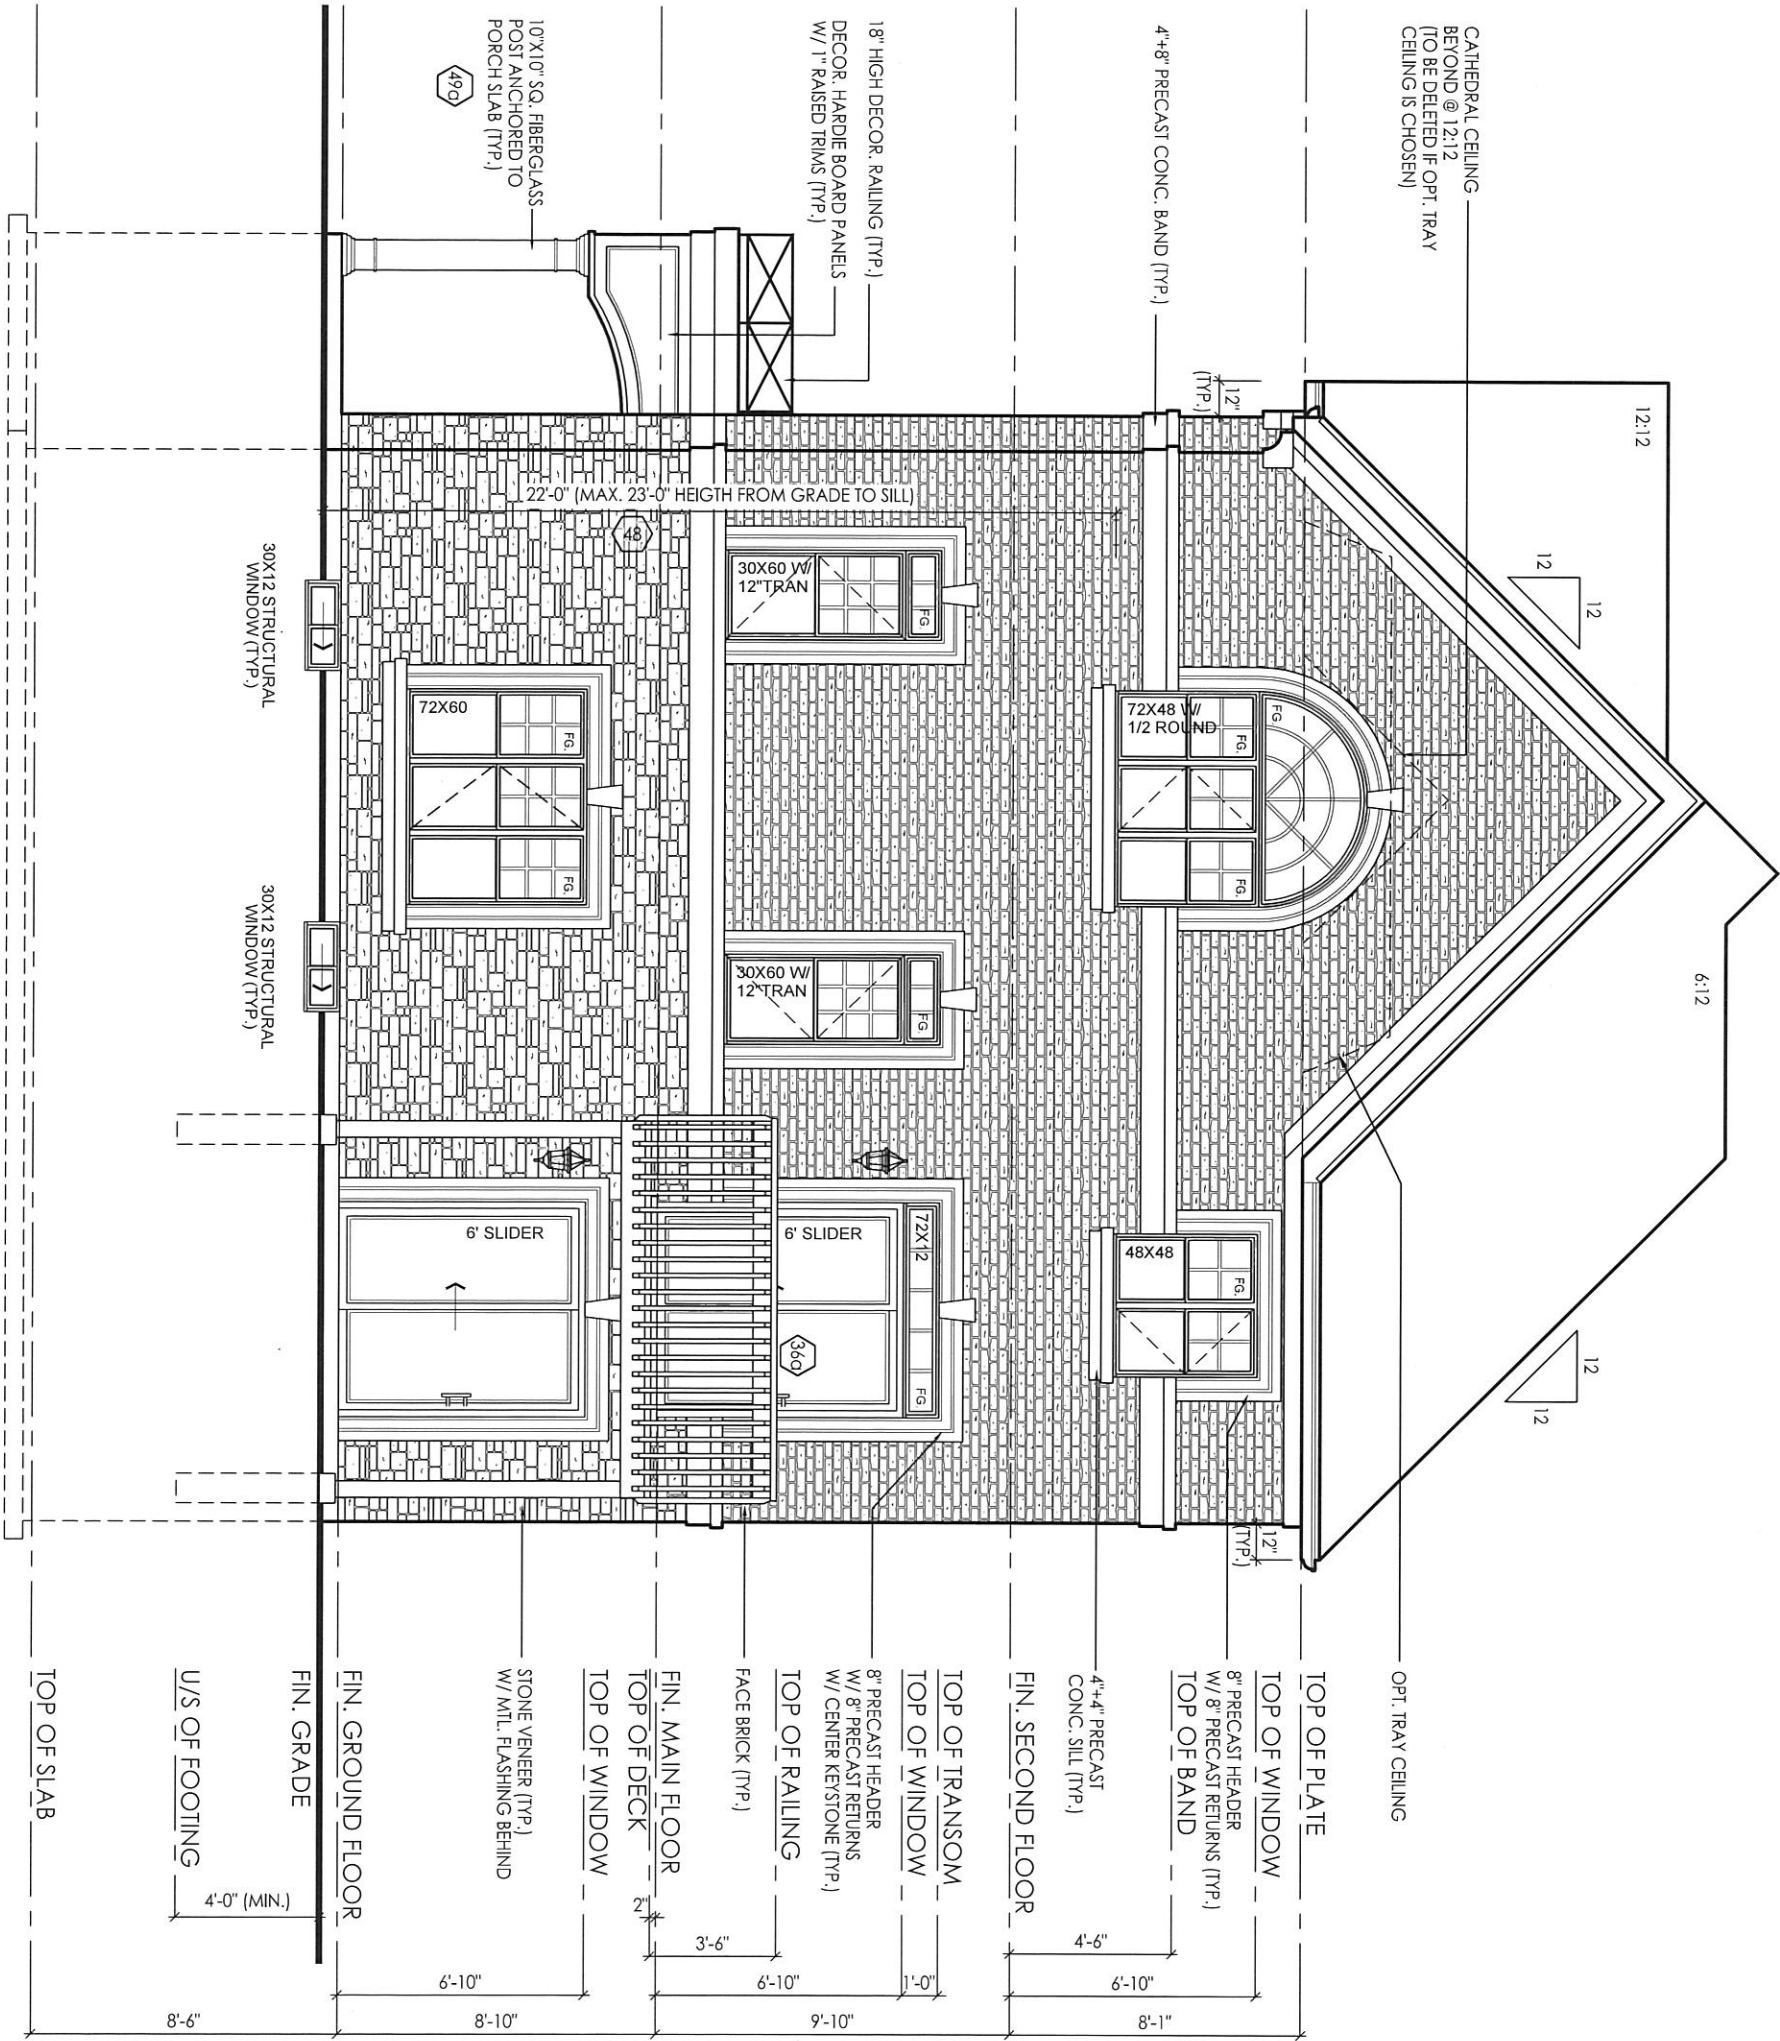 CATHEDRAL CEILING
BEYOND @ 12:12
(TO BE DELETED IF OPT. TRAY
CEILING IS CHOSEN)
4"+8" PRECAST CONC. BAND (TYP.)
18" HIGH DECOR. RAILING (TYP.)
DECOR. HARDIE BOARD PANELS
W/ 1" RAISED TRIMS (TYP.)
10"X10" SQ. FIBERGLASS
POST ANCHORED TO
PORCH SLAB (TYP.)
49a
12:12
12
12
6:12
12
12
12"
(TYP.)
12"
(TYP.)
22'-0" (MAX. 23'-0" HEIGTH FROM GRADE TO SILL)
48
72X48 W/
1/2 ROUND
FG
FG.
FG.
48X48
FG.
30X60 W/
12"TRAN
FG
30X60 W/
12"TRAN
FG.
72X12
FG
6' SLIDER
36a
72X60
FG.
FG.
6' SLIDER
30X12 STRUCTURAL
WINDOW (TYP.)
30X12 STRUCTURAL
WINDOW (TYP.)
OPT. TRAY CEILING
TOP OF PLATE
TOP OF WINDOW
8" PRECAST HEADER
W/ 8" PRECAST RETURNS (TYP.)
TOP OF BAND
4"+4" PRECAST
CONC. SILL (TYP.)
FIN. SECOND FLOOR
TOP OF TRANSOM
TOP OF WINDOW
8" PRECAST HEADER
W/ 8" PRECAST RETURNS
W/ CENTER KEYSTONE (TYP.)
TOP OF RAILING
FACE BRICK (TYP.)
FIN. MAIN FLOOR
TOP OF DECK
TOP OF WINDOW
STONE VENEER (TYP.)
W/ MTL. FLASHING BEHIND
FIN. GROUND FLOOR
FIN. GRADE
U/S OF FOOTING
TOP OF SLAB
4'-0" (MIN.)
2"
3'-6"
4'-6"
6'-10"
6'-10"
1'-0"
6'-10"
8'-6"
8'-10"
9'-10"
8'-1"